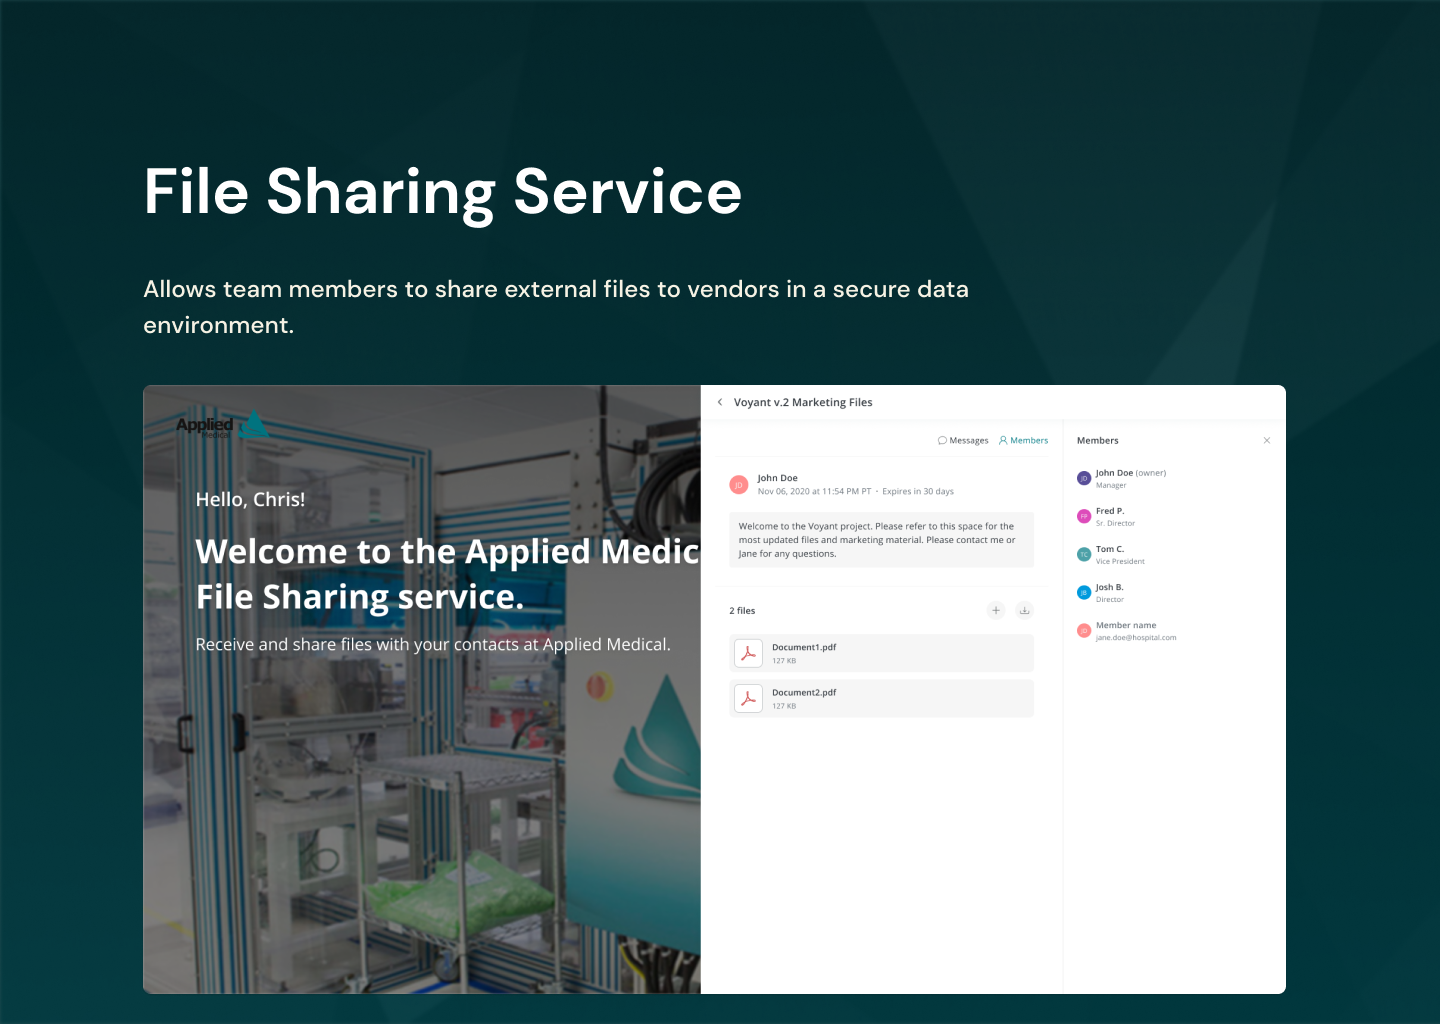 File Sharing Service
Allows team members to share external files to vendors in a secure data
environment.
Applied
Medical
Hello, Chris!
Welcome to the Applied Medic
File Sharing service.
Receive and share files with your contacts at Applied Medical.
Voyant v.2 Marketing Files
Messages Members
JD
John Doe
Nov 06, 2020 at 11:54 PM PT · Expires in 30 days
Welcome to the Voyant project. Please refer to this space for the
most updated files and marketing material. Please contact me or
Jane for any questions.
2 files
Document1.pdf
127 KB
Document2.pdf
127 KB
Members
JD
John Doe (owner)
Manager
FP
Fred P.
Sr. Director
TC
Tom C.
Vice President
JB
Josh B.
Director
JD
Member name
jane.doe@hospital.com